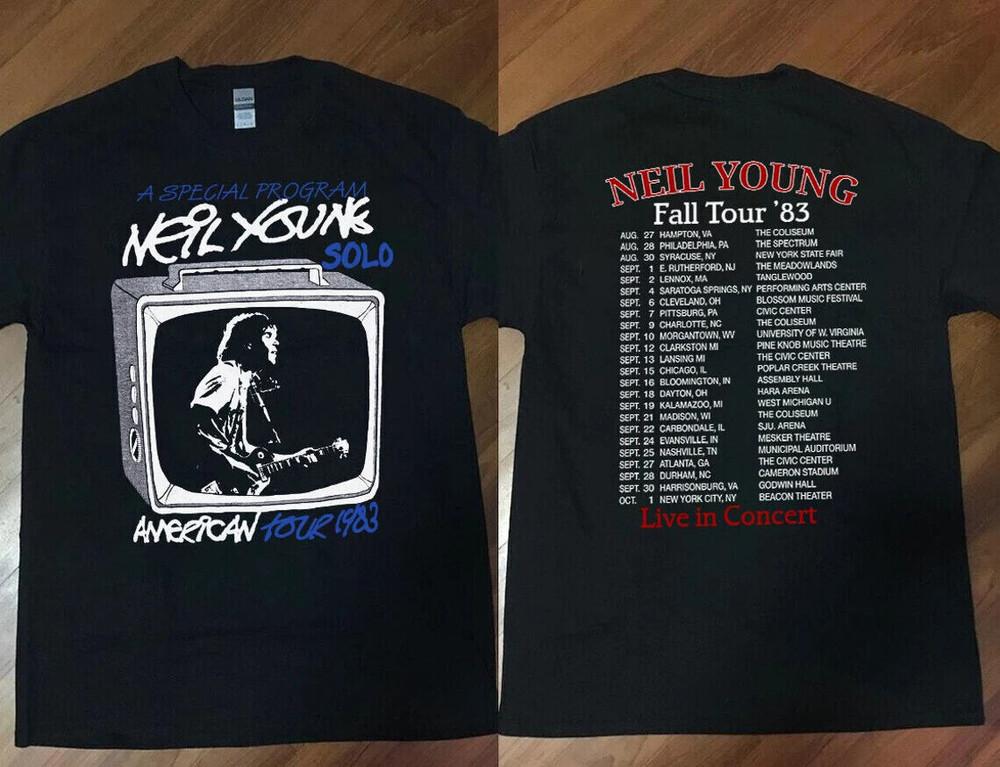 GILDAN
A SPECIAL PROGRAM
NEIL YOUNG
SOLO
AMERICAN TOUR 1983
NEIL YOUNG
Fall Tour '83
AUG. 27 HAMPTON, VA THE COLISEUM
AUG. 28 PHILADELPHIA, PA THE SPECTRUM
AUG. 30 SYRACUSE, NY NEW YORK STATE FAIR
SEPT. 1 E. RUTHERFORD, NJ THE MEADOWLANDS
SEPT. 2 LENNOX, MA TANGLEWOOD
SEPT. 4 SARATOGA SPRINGS, NY PERFORMING ARTS CENTER
SEPT. 6 CLEVELAND, OH BLOSSOM MUSIC FESTIVAL
SEPT. 7 PITTSBURG, PA CIVIC CENTER
SEPT. 9 CHARLOTTE, NC THE COLISEUM
SEPT. 10 MORGANTOWN, WV UNIVERSITY OF W. VIRGINIA
SEPT. 12 CLARKSTON MI PINE KNOB MUSIC THEATRE
SEPT. 13 LANSING MI THE CIVIC CENTER
SEPT. 15 CHICAGO, IL POPLAR CREEK THEATRE
SEPT. 16 BLOOMINGTON, IN ASSEMBLY HALL
SEPT. 18 DAYTON, OH HARA ARENA
SEPT. 19 KALAMAZOO, MI WEST MICHIGAN U
SEPT. 21 MADISON, WI THE COLISEUM
SEPT. 22 CARBONDALE, IL SJU. ARENA
SEPT. 24 EVANSVILLE, IN MESKER THEATRE
SEPT. 25 NASHVILLE, TN MUNICIPAL AUDITORIUM
SEPT. 27 ATLANTA, GA THE CIVIC CENTER
SEPT. 28 DURHAM, NC CAMERON STADIUM
SEPT. 30 HARRISONBURG, VA GODWIN HALL
OCT. 1 NEW YORK CITY, NY BEACON THEATER
Live in Concert